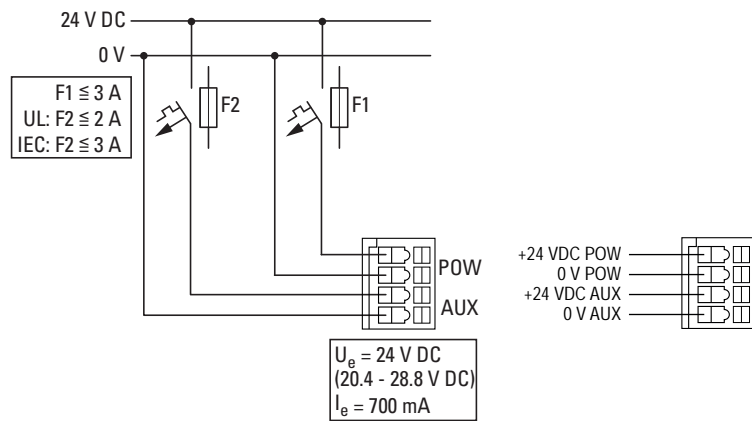 24 V DC
0 V
F1 ≦ 3 A
UL: F2 ≦ 2 A
IEC: F2 ≦ 3 A
F2
F1
POW
AUX
+24 VDC POW
0 V POW
+24 VDC AUX
0 V AUX
Ue = 24 V DC
(20.4 - 28.8 V DC)
Ie = 700 mA